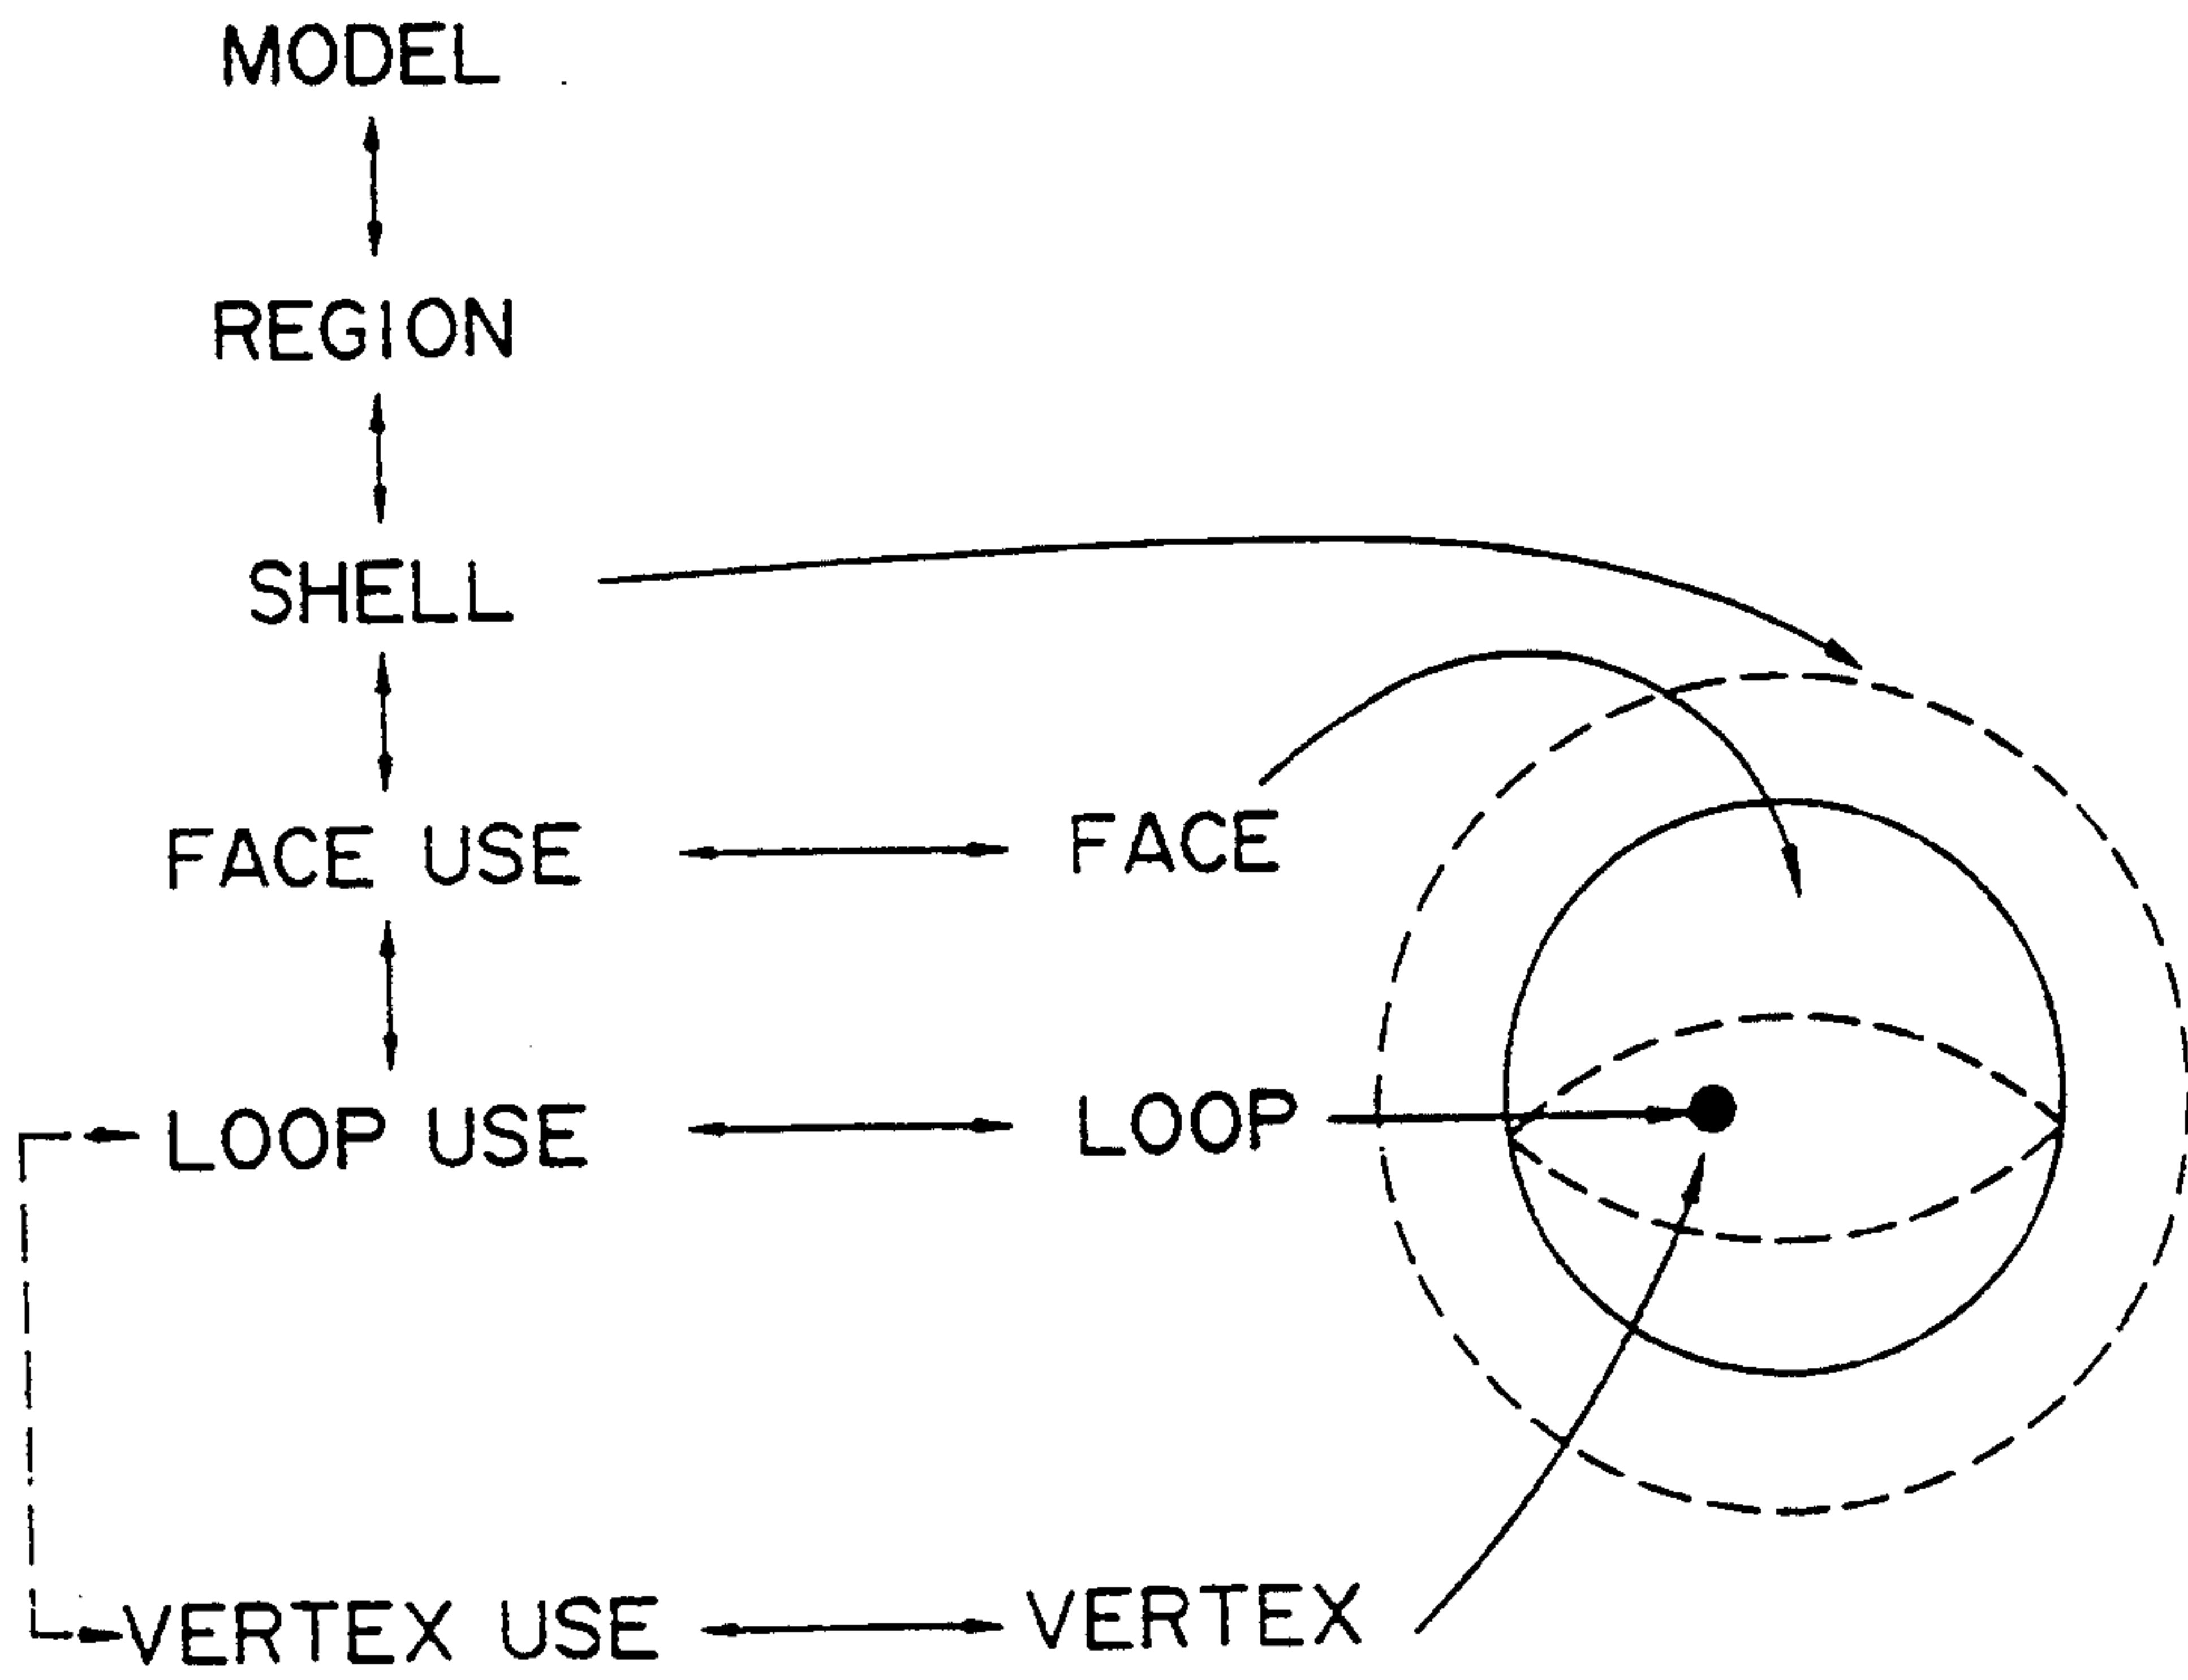 MODEL
REGION
SHELL
FACE USE
FACE
LOOP USE
LOOP
VERTEX USE
VERTEX